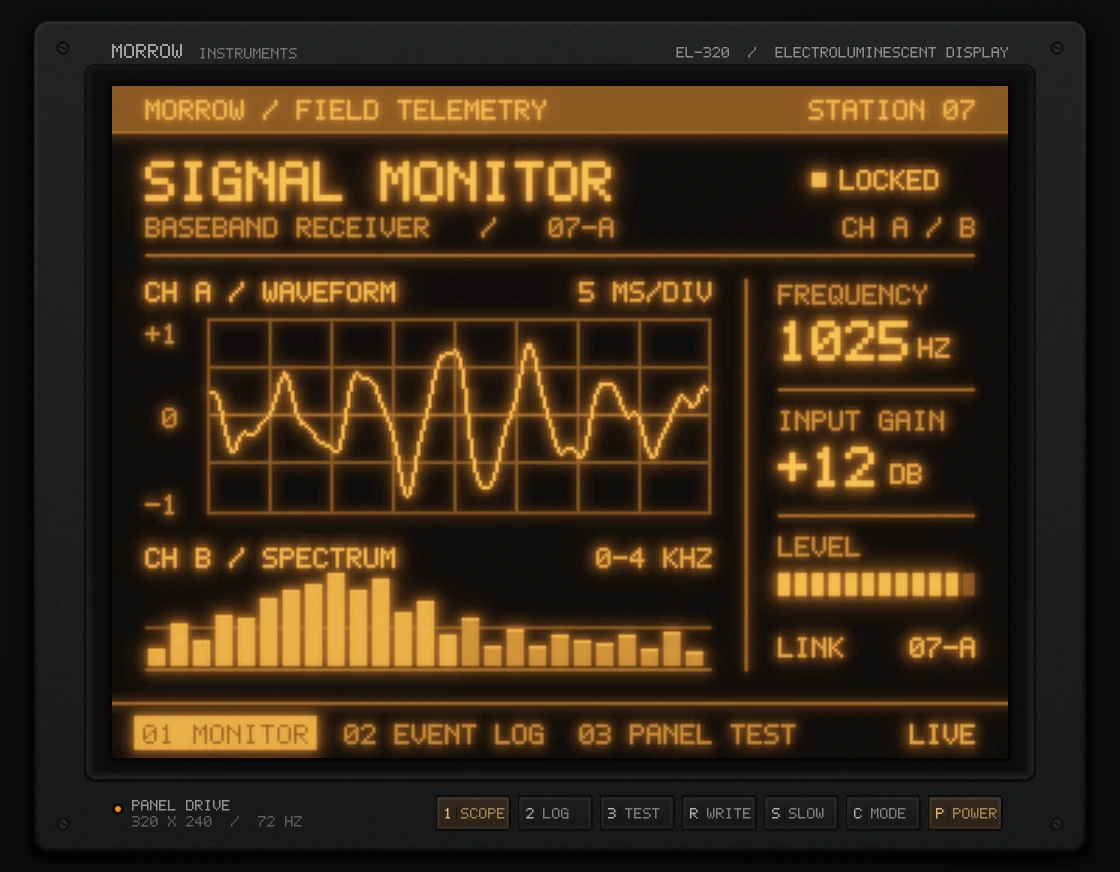 MORROW INSTRUMENTS EL-320 / ELECTROLUMINESCENT DISPLAY
MORROW / FIELD TELEMETRY STATION 07
SIGNAL MONITOR LOCKED
BASEBAND RECEIVER / 07-A CH A / B
CH A / WAVEFORM 5 MS/DIV
+1
0
-1
FREQUENCY
1025 HZ
INPUT GAIN
+12 DB
LEVEL
LINK 07-A
CH B / SPECTRUM 0-4 KHZ
01 MONITOR 02 EVENT LOG 03 PANEL TEST LIVE
PANEL DRIVE
320 X 240 / 72 HZ
1 SCOPE 2 LOG 3 TEST R WRITE S SLOW C MODE P POWER